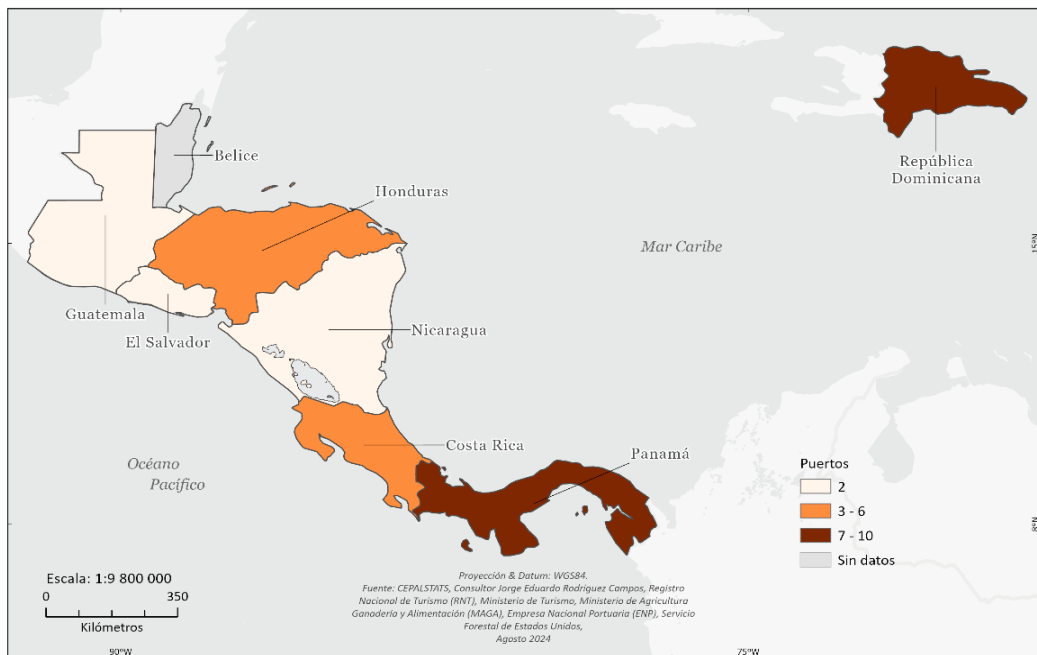 Belice
Honduras
República
Dominicana
Mar Caribe
15°N
Guatemala
El Salvador
Nicaragua
Costa Rica
Panamá
Océano
Pacífico
Puertos
2
3 - 6
7 - 10
Sin datos
8°N
Escala: 1:9 800 000
0 350
Kilómetros
Proyección & Datum: WGS84.
Fuente: CEPALSTATS, Consultor Jorge Eduardo Rodríguez Campos, Registro
Nacional de Turismo (RNT), Ministerio de Turismo, Ministerio de Agricultura
Ganadería y Alimentación (MAGA), Empresa Nacional Portuaria (ENP), Servicio
Forestal de Estados Unidos,
Agosto 2024
90°W 75°W